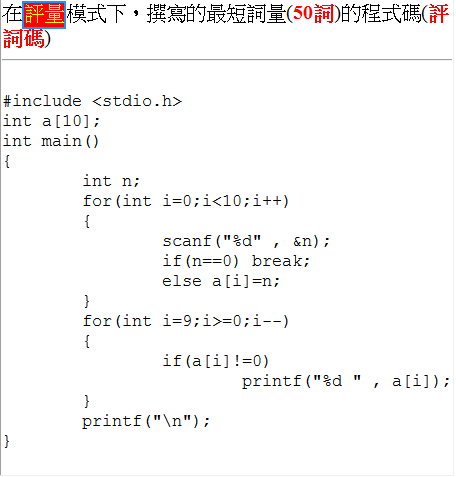 在評量模式下，撰寫的最短詞量(50詞)的程式碼(評
詞碼)
#include <stdio.h>
int a[10];
int main()
{
        int n;
        for(int i=0;i<10;i++)
        {
                scanf("%d" , &n);
                if(n==0) break;
                else a[i]=n;
        }
        for(int i=9;i>=0;i--)
        {
                if(a[i]!=0)
                        printf("%d " , a[i]);
        }
        printf("\n");
}